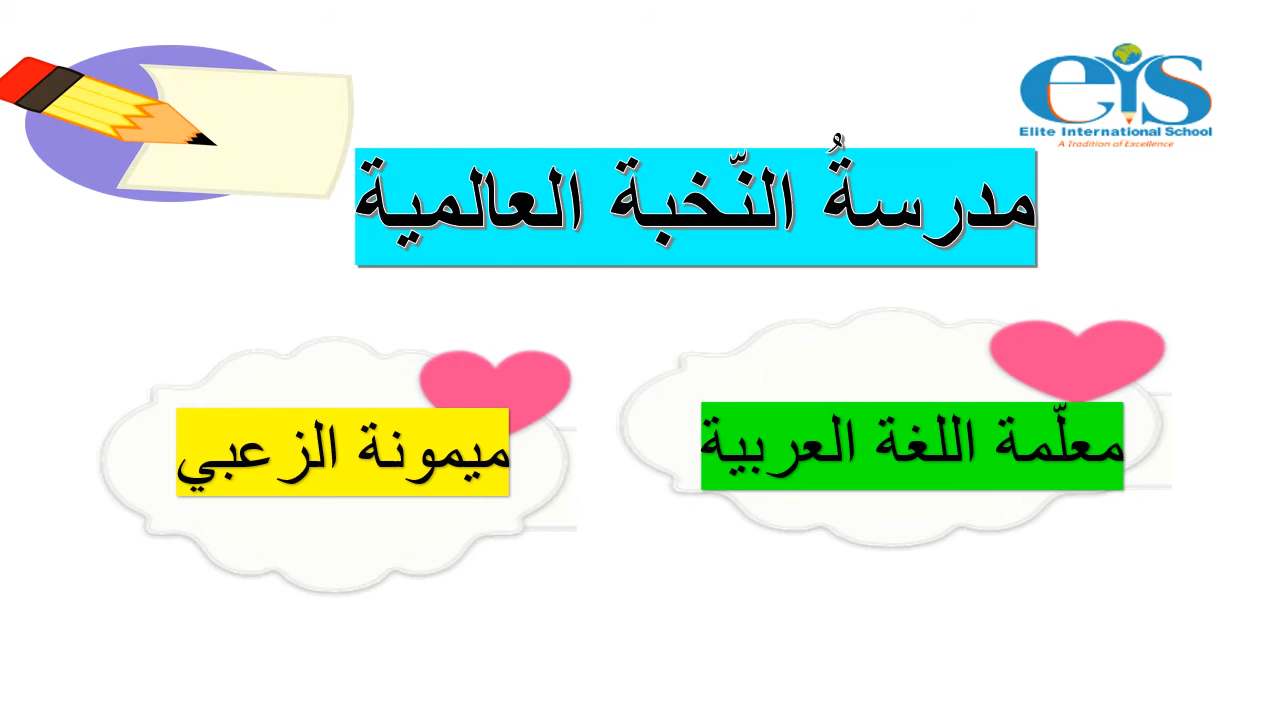 eis
Elite International School
A Tradition of Excellence
مدرسةُ النّخبة العالمية
معلّمة اللغة العربية
ميمونة الزعبي